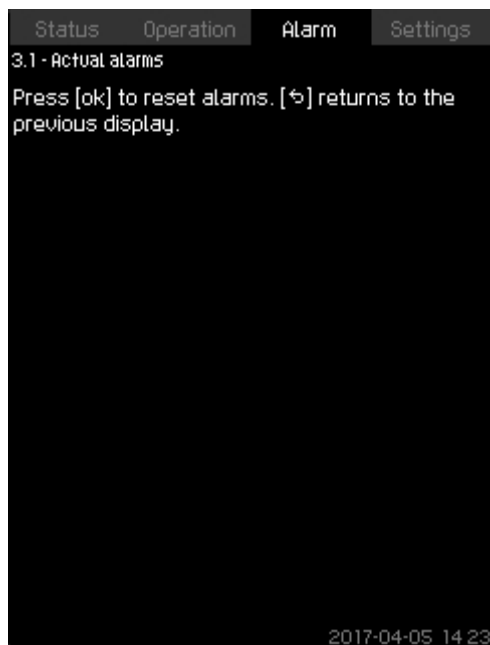 Status Operation Alarm Settings
3.1 - Actual alarms
Press [ok] to reset alarms. [↰] returns to the
previous display.
2017-04-05 14 23